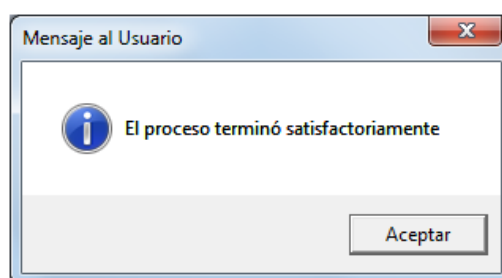 Mensaje al Usuario
El proceso terminó satisfactoriamente
Aceptar